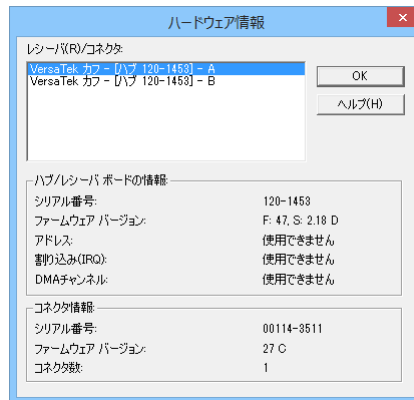 ハードウェア情報
レシーバ(R)/コネクタ:
VersaTek カフ - [ハブ 120-1453] - A
VersaTek カフ - [ハブ 120-1453] - B
OK
ヘルプ(H)
ハブ/レシーバ ボードの情報:
シリアル番号: 120-1453
ファームウェア バージョン: F: 47, S: 2.18 D
アドレス: 使用できません
割り込み(IRQ): 使用できません
DMAチャンネル: 使用できません
コネクタ情報:
シリアル番号: 00114-3511
ファームウェア バージョン: 27 C
コネクタ数: 1